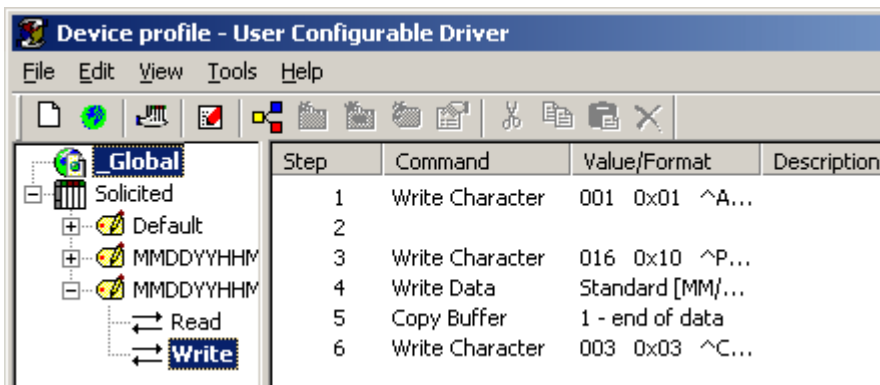 Device profile - User Configurable Driver
File Edit View Tools Help
_Global
Solicited
Default
MMDDYYHHM
MMDDYYHHM
Read
Write
Step Command Value/Format Description
1 Write Character 001 0x01 ^A...
2
3 Write Character 016 0x10 ^P...
4 Write Data Standard [MM/...
5 Copy Buffer 1 - end of data
6 Write Character 003 0x03 ^C...